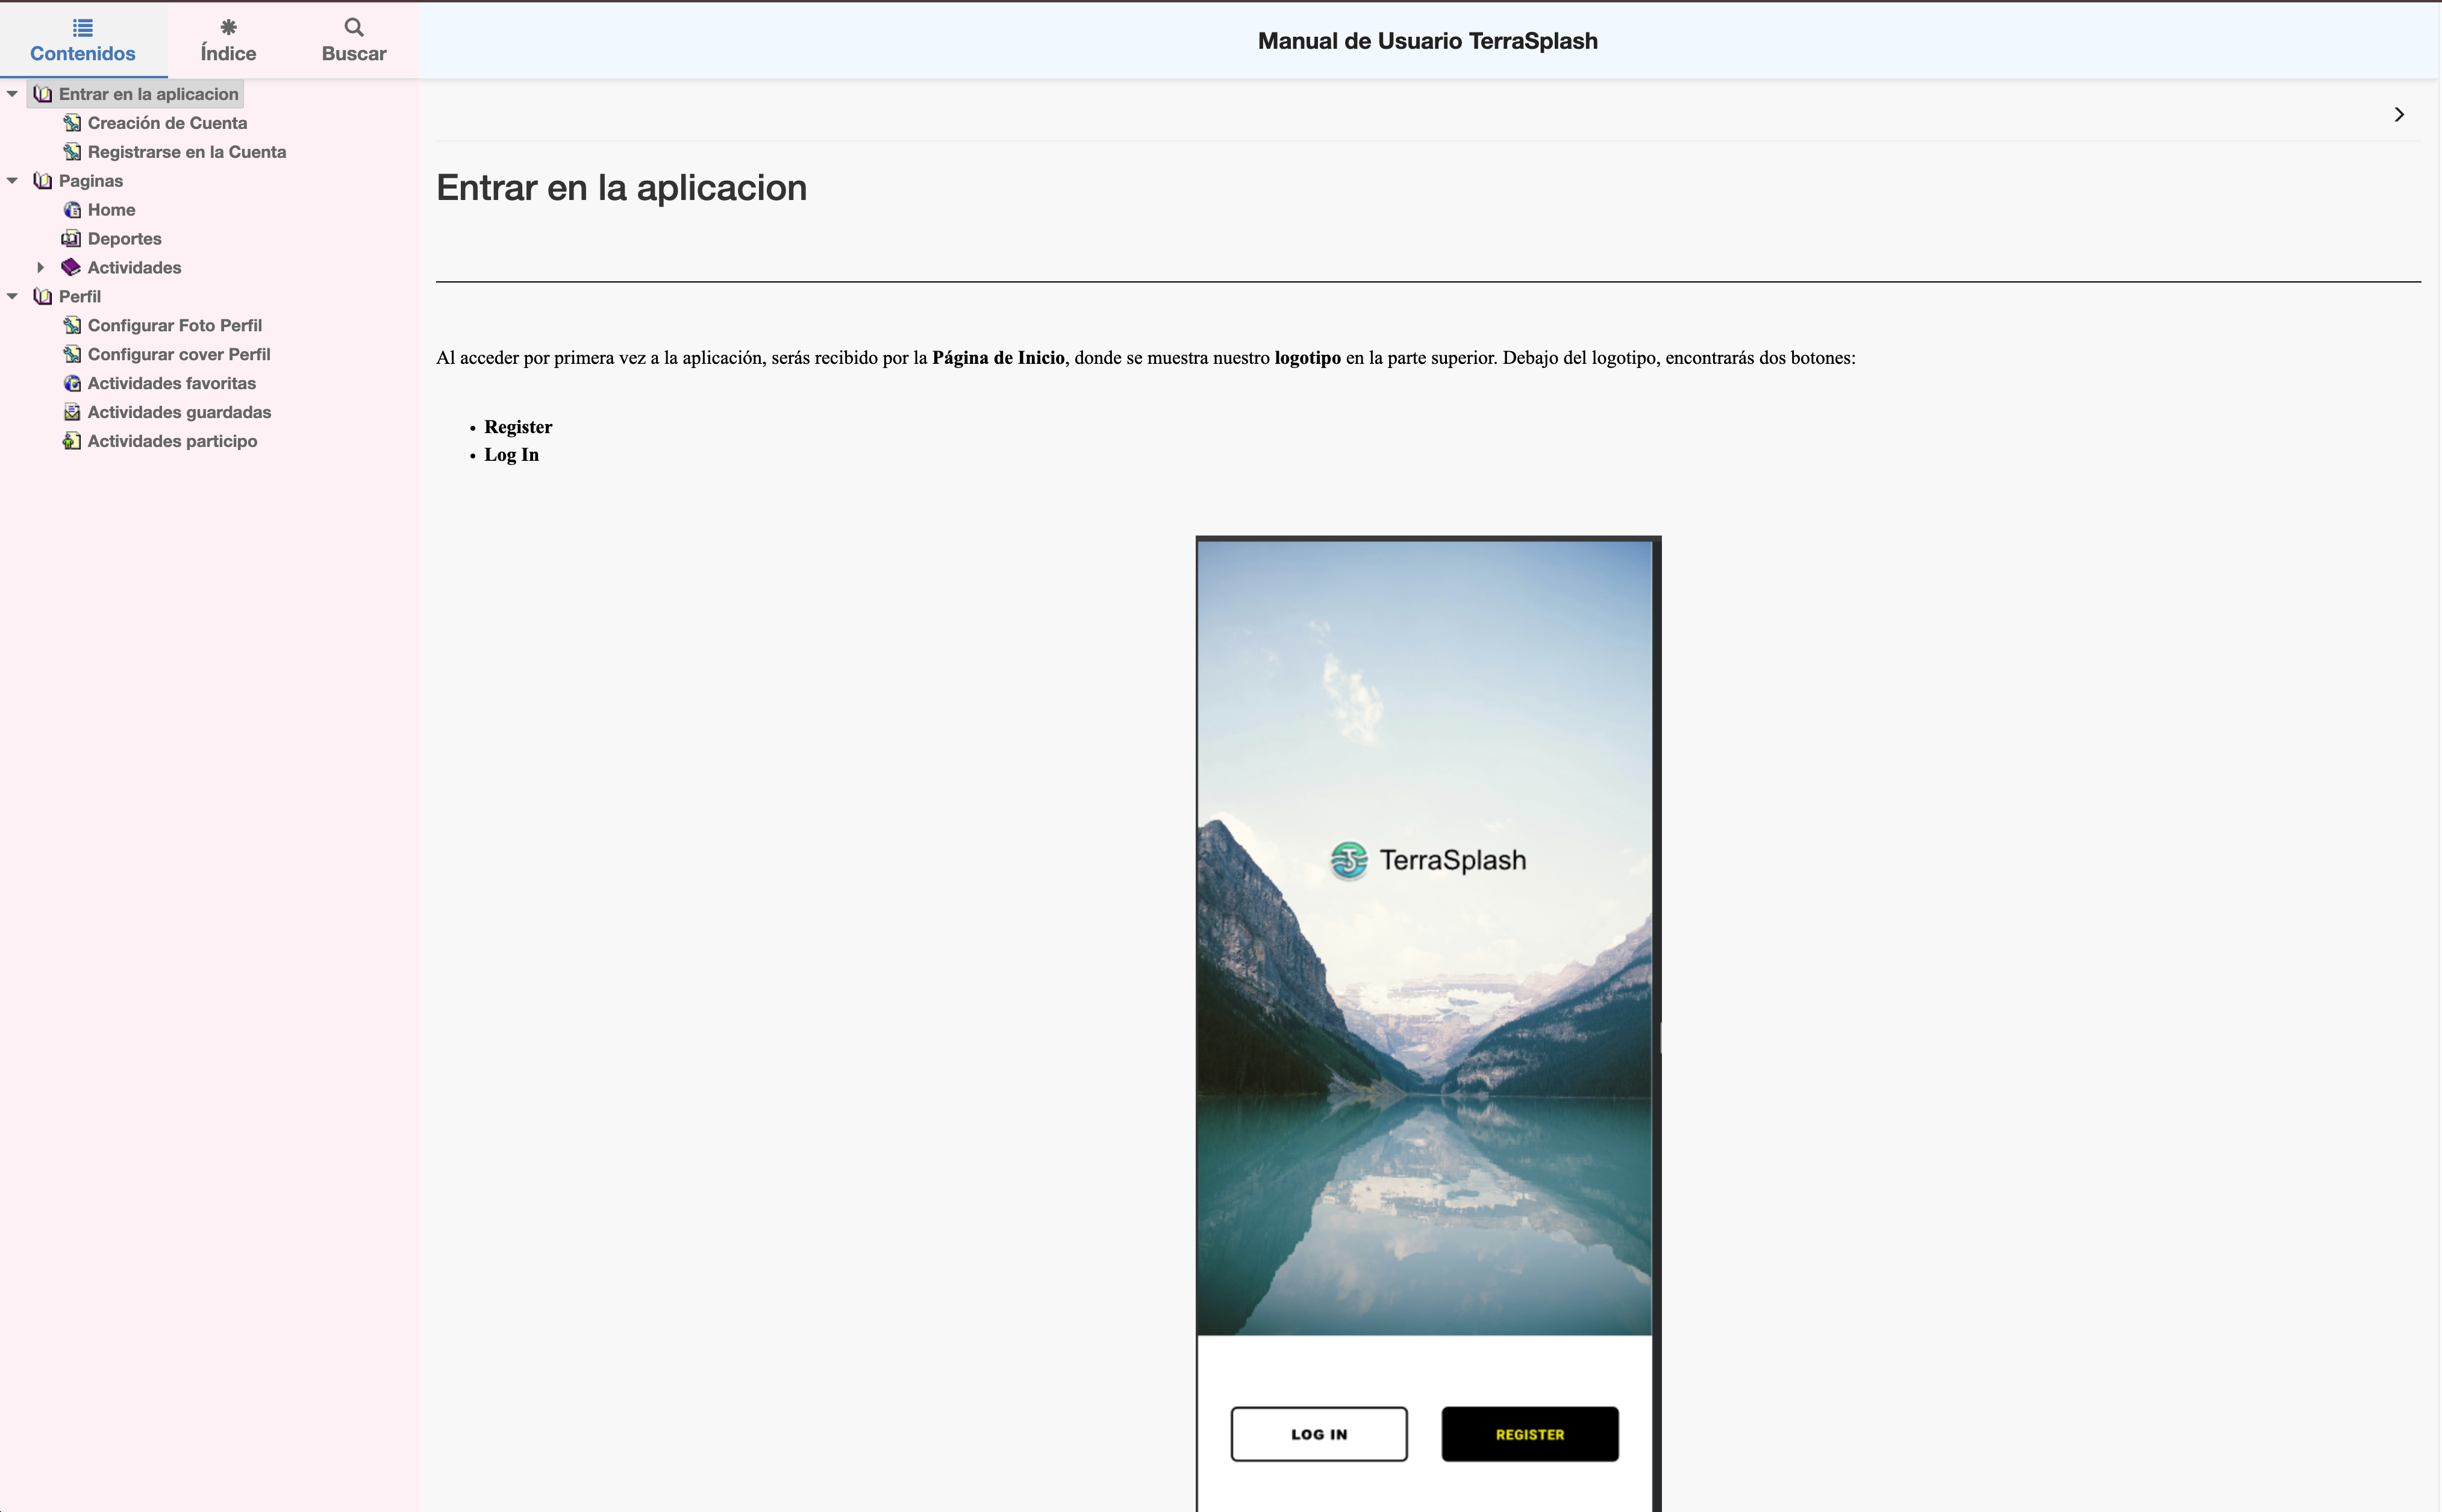 Contenidos
Índice
Buscar
Manual de Usuario TerraSplash
Entrar en la aplicacion
Creación de Cuenta
Registrarse en la Cuenta
Paginas
Home
Deportes
Actividades
Perfil
Configurar Foto Perfil
Configurar cover Perfil
Actividades favoritas
Actividades guardadas
Actividades participo
Entrar en la aplicacion
Al acceder por primera vez a la aplicación, serás recibido por la Página de Inicio, donde se muestra nuestro logotipo en la parte superior. Debajo del logotipo, encontrarás dos botones:
• Register
• Log In
TerraSplash
LOG IN
REGISTER